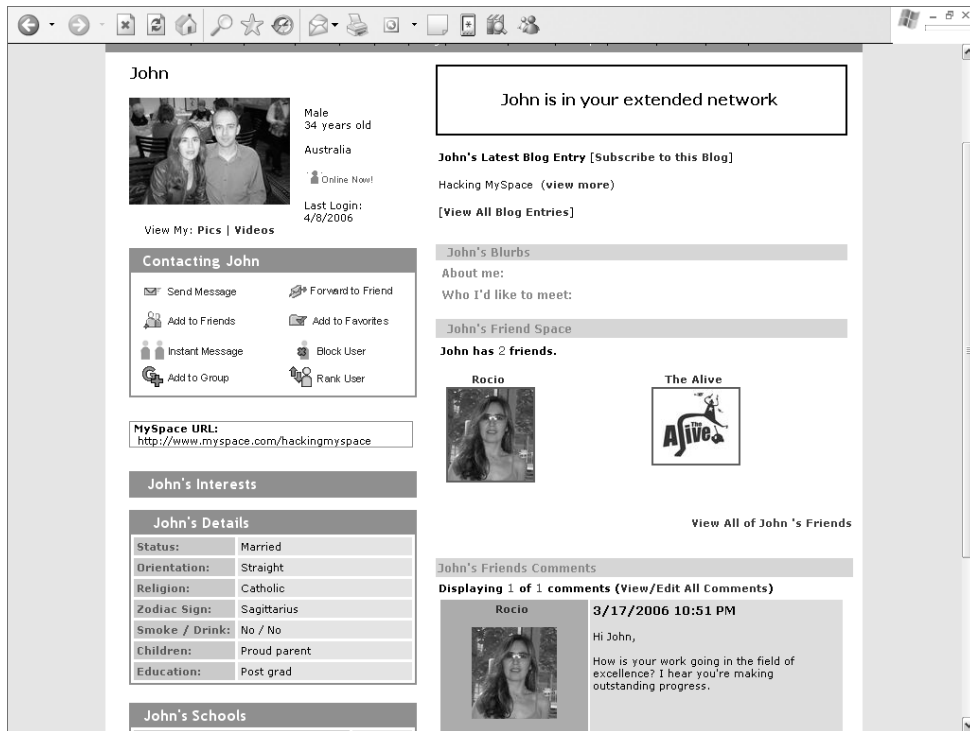 John
Male
34 years old
Australia
Online Now!
Last Login:
4/8/2006
View My: Pics | Videos
Contacting John
Send Message
Forward to Friend
Add to Friends
Add to Favorites
Instant Message
Block User
Add to Group
Rank User
MySpace URL:
http://www.myspace.com/hackingmyspace
John's Interests
John's Details
Status: Married
Orientation: Straight
Religion: Catholic
Zodiac Sign: Sagittarius
Smoke / Drink: No / No
Children: Proud parent
Education: Post grad
John's Schools
John is in your extended network
John's Latest Blog Entry [Subscribe to this Blog]
Hacking MySpace (view more)
[View All Blog Entries]
John's Blurbs
About me:
Who I'd like to meet:
John's Friend Space
John has 2 friends.
Rocio
The Alive
The Alive
View All of John 's Friends
John's Friends Comments
Displaying 1 of 1 comments (View/Edit All Comments)
Rocio
3/17/2006 10:51 PM
Hi John,
How is your work going in the field of
excellence? I hear you're making
outstanding progress.